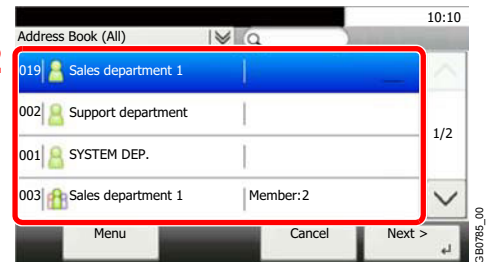 10:10
Address Book (All)
019 Sales department 1
002 Support department
1/2
001 SYSTEM DEP.
003 Sales department 1 Member:2
Menu Cancel Next >
GB0785_00